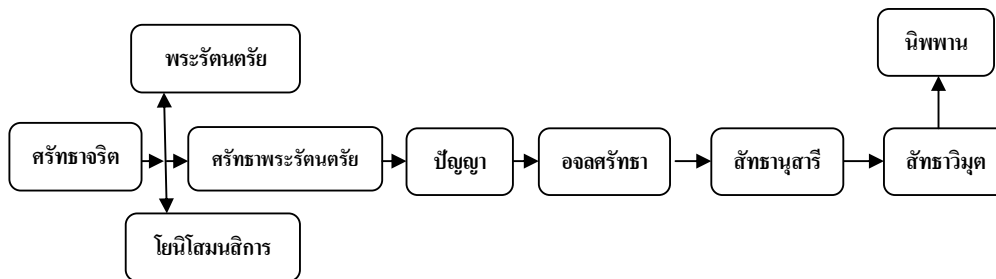 นิพพาน
พระรัตนตรัย
ศรัทธาจริต
ศรัทธาพระรัตนตรัย
ปัญญา
อจลศรัทธา
สัทธานุสารี
สัทธาวิมุต
โยนิโสมนสิการ